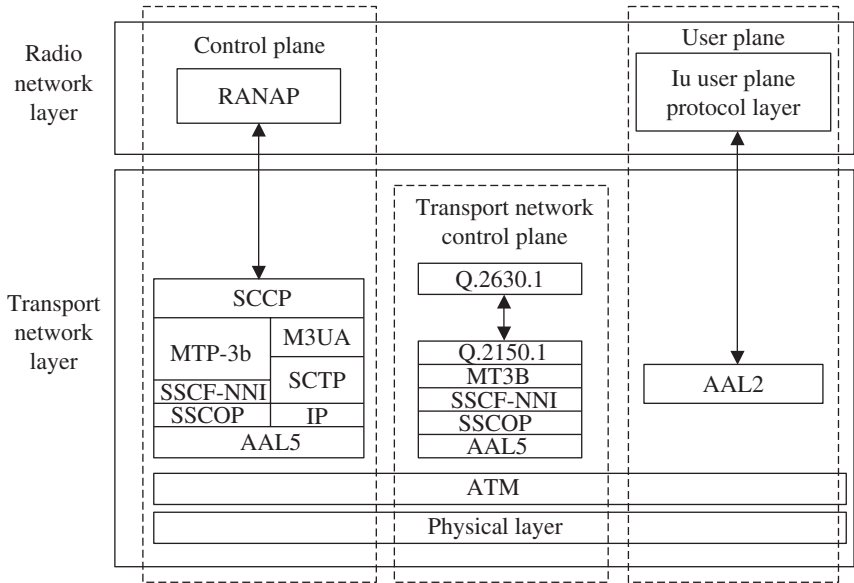 Radio
network
layer
Control plane
RANAP
User plane
Iu user plane
protocol layer
Transport
network
layer
Transport network
control plane
SCCP
MTP-3b
M3UA
SCTP
SSCF-NNI
SSCOP
IP
AAL5
Q.2630.1
Q.2150.1
MT3B
SSCF-NNI
SSCOP
AAL5
AAL2
ATM
Physical layer